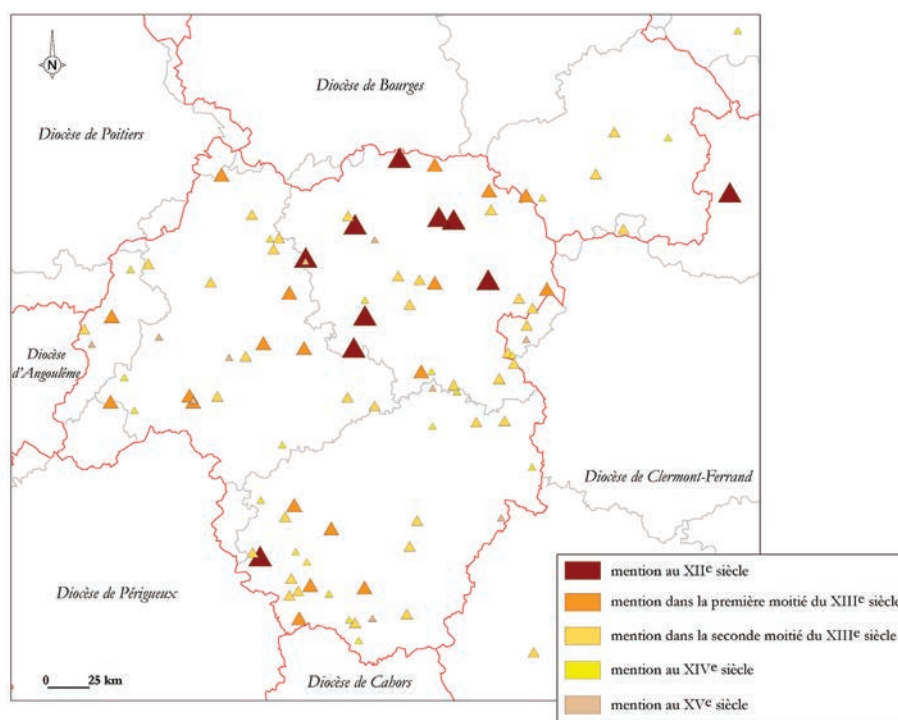 Diocèse de Bourges
N
Diocèse de Poitiers
Diocèse
d'Angoulême
Diocèse de Clermont-Ferrand
mention au XIIe siècle
Diocèse de Périgueux
mention dans la première moitié du XIIIe siècle
mention dans la seconde moitié du XIIIe siècle
mention au XIVe siècle
Diocèse de Cahors
0 25 km
mention au XVe siècle